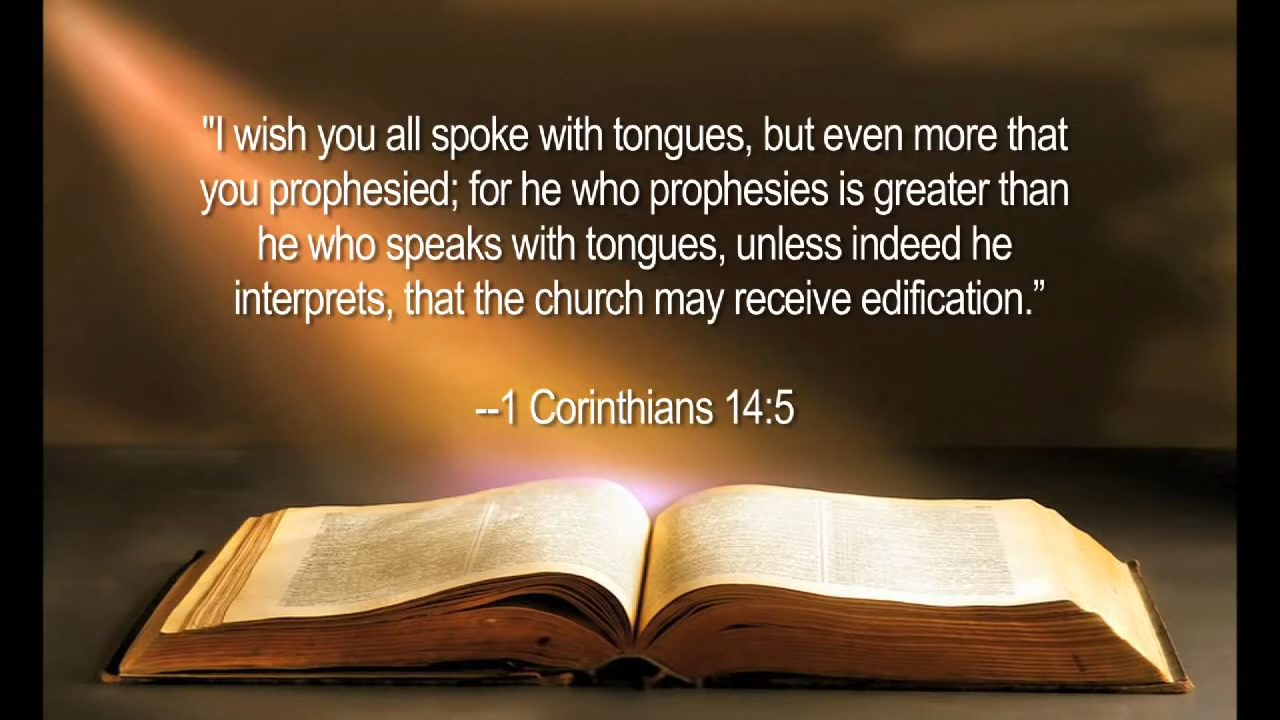 "I wish you all spoke with tongues, but even more that
you prophesied; for he who prophesies is greater than
he who speaks with tongues, unless indeed he
interprets, that the church may receive edification.”
--1 Corinthians 14:5